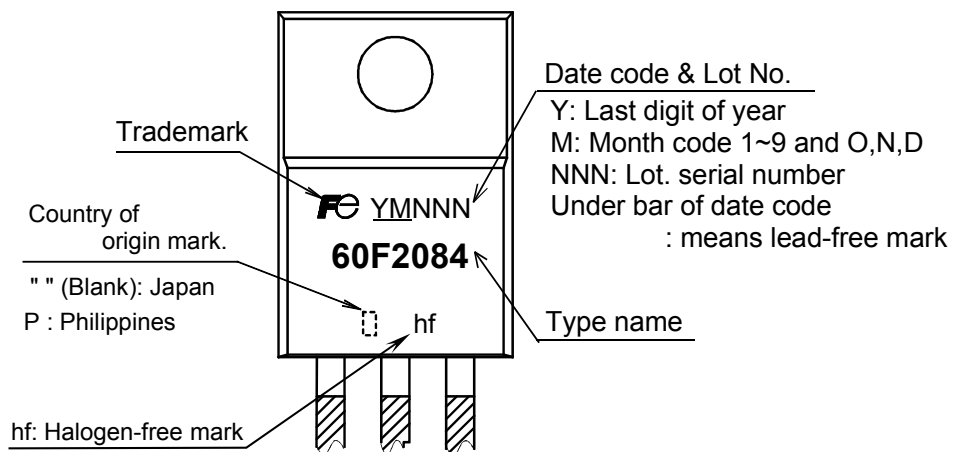 Trademark
Country of
origin mark.
" " (Blank): Japan
P : Philippines
hf: Halogen-free mark
Fe YMNNN
60F2084
hf
Date code & Lot No.
Y: Last digit of year
M: Month code 1~9 and O,N,D
NNN: Lot. serial number
Under bar of date code
: means lead-free mark
Type name